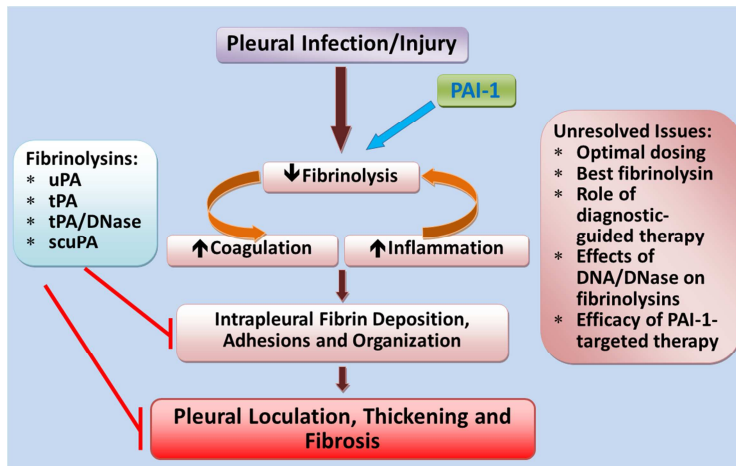 Pleural Infection/Injury
PAI-1
Fibrinolysins:
* uPA
* tPA
* tPA/DNase
* scuPA
↓Fibrinolysis
↑Coagulation
↑Inflammation
Intrapleural Fibrin Deposition,
Adhesions and Organization
Pleural Loculation, Thickening and
Fibrosis
Unresolved Issues:
* Optimal dosing
* Best fibrinolysin
* Role of
diagnostic-
guided therapy
* Effects of
DNA/DNase on
fibrinolysins
* Efficacy of PAI-1-
targeted therapy